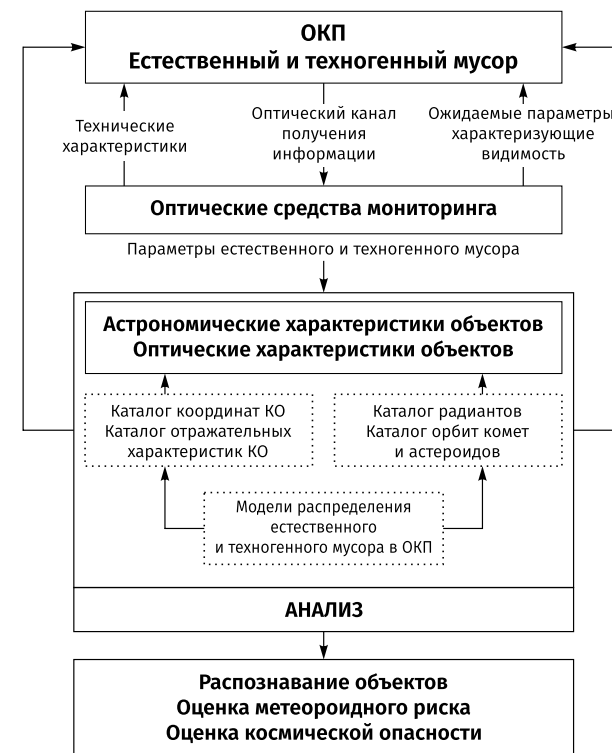 ОКП
Естественный и техногенный мусор
Технические
характеристики
Оптический канал
получения
информации
Ожидаемые параметры
характеризующие
видимость
Оптические средства мониторинга
Параметры естественного и техногенного мусора
Астрономические характеристики объектов
Оптические характеристики объектов
Каталог координат КО
Каталог отражательных
характеристик КО
Каталог радиантов
Каталог орбит комет
и астероидов
Модели распределения
естественного
и техногенного мусора в ОКП
АНАЛИЗ
Распознавание объектов
Оценка метеороидного риска
Оценка космической опасности